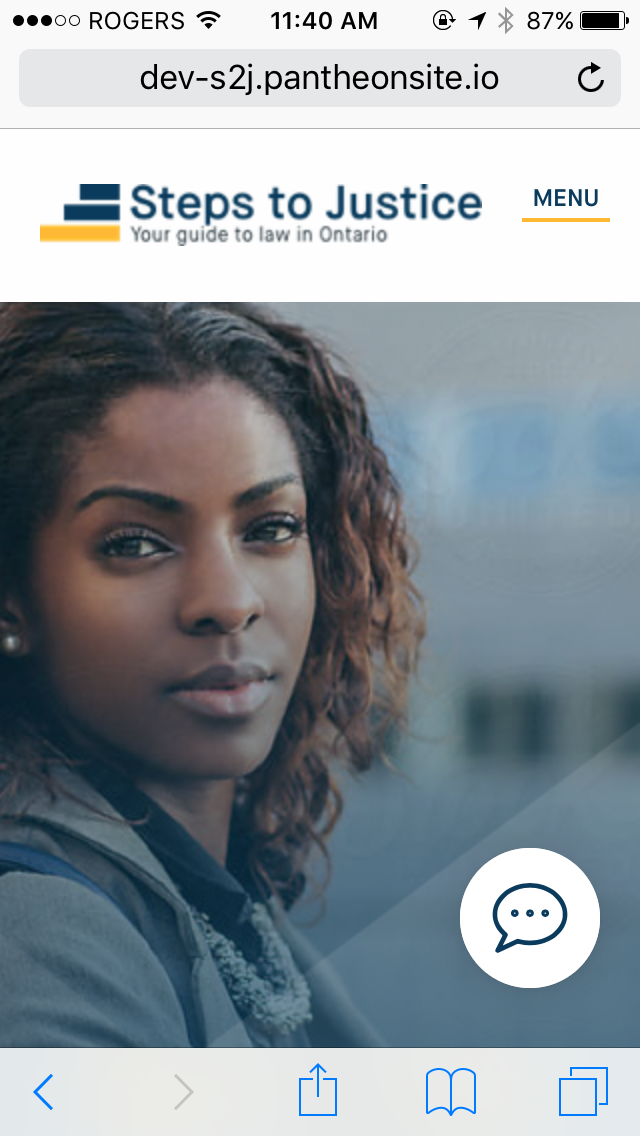 ROGERS 11:40 AM 87%
dev-s2j.pantheonsite.io
Steps to Justice
Your guide to law in Ontario
MENU